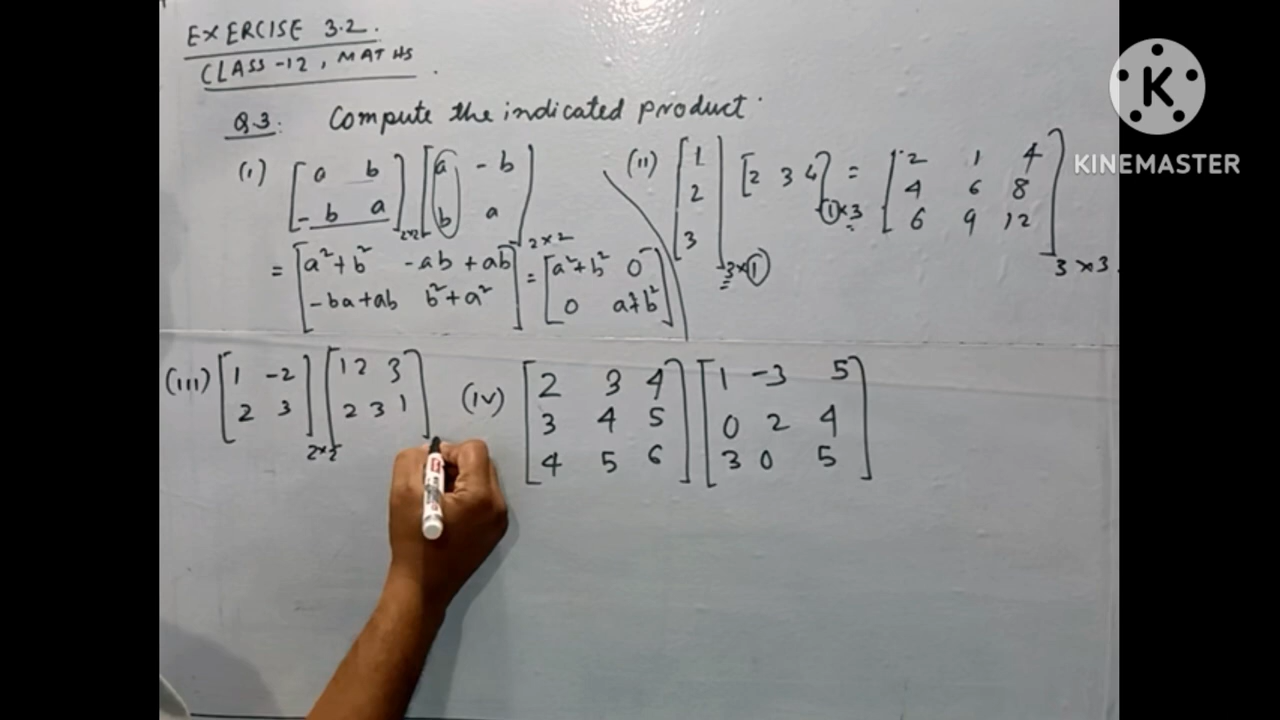 EXERCISE 3.2.
CLASS-12, MATHS.
Q.3. Compute the indicated product.
(i) [a b
-b a]2×2 [a -b
b a]2×2
= [a²+b² -ab+ab
-ba+ab b²+a²] = [a²+b² 0
0 a²+b²]
(ii) [1
2
3]3×1 [2 3 4]1×3 = [2 1 4
4 6 8
6 9 12]3×3.
(iii) [1 -2
2 3]2×2 [1 2 3
2 3 1]
(iv) [2 3 4
3 4 5
4 5 6] [1 -3 5
0 2 4
3 0 5]
K
KINEMASTER